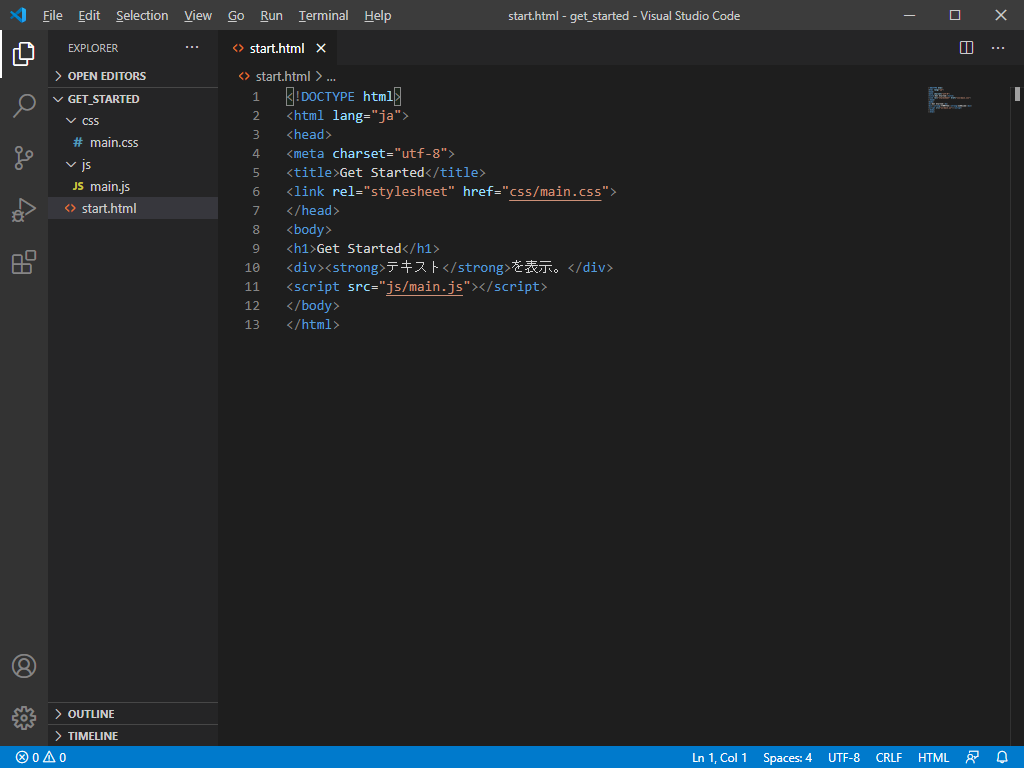 File Edit Selection View Go Run Terminal Help start.html - get_started - Visual Studio Code
EXPLORER ...
OPEN EDITORS
GET_STARTED
css
# main.css
js
JS main.js
<> start.html
OUTLINE
TIMELINE
<> start.html
<> start.html > ...
1 <!DOCTYPE html>
2 <html lang="ja">
3 <head>
4 <meta charset="utf-8">
5 <title>Get Started</title>
6 <link rel="stylesheet" href="css/main.css">
7 </head>
8 <body>
9 <h1>Get Started</h1>
10 <div><strong>テキスト</strong>を表示。</div>
11 <script src="js/main.js"></script>
12 </body>
13 </html>
0 0 Ln 1, Col 1 Spaces: 4 UTF-8 CRLF HTML